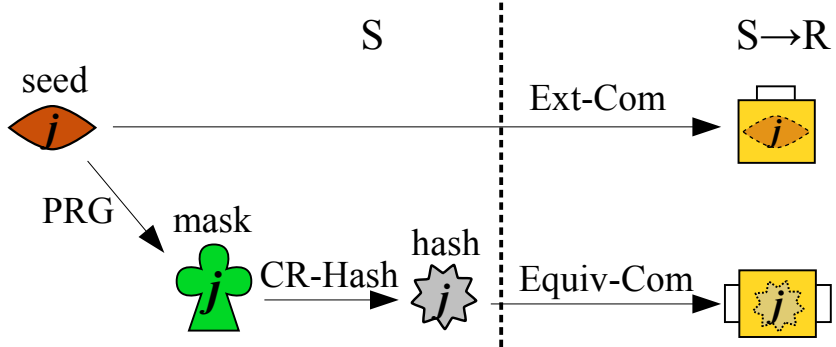 S
S→R
seed
Ext-Com
j
j
PRG
mask
hash
CR-Hash
Equiv-Com
j
j
j